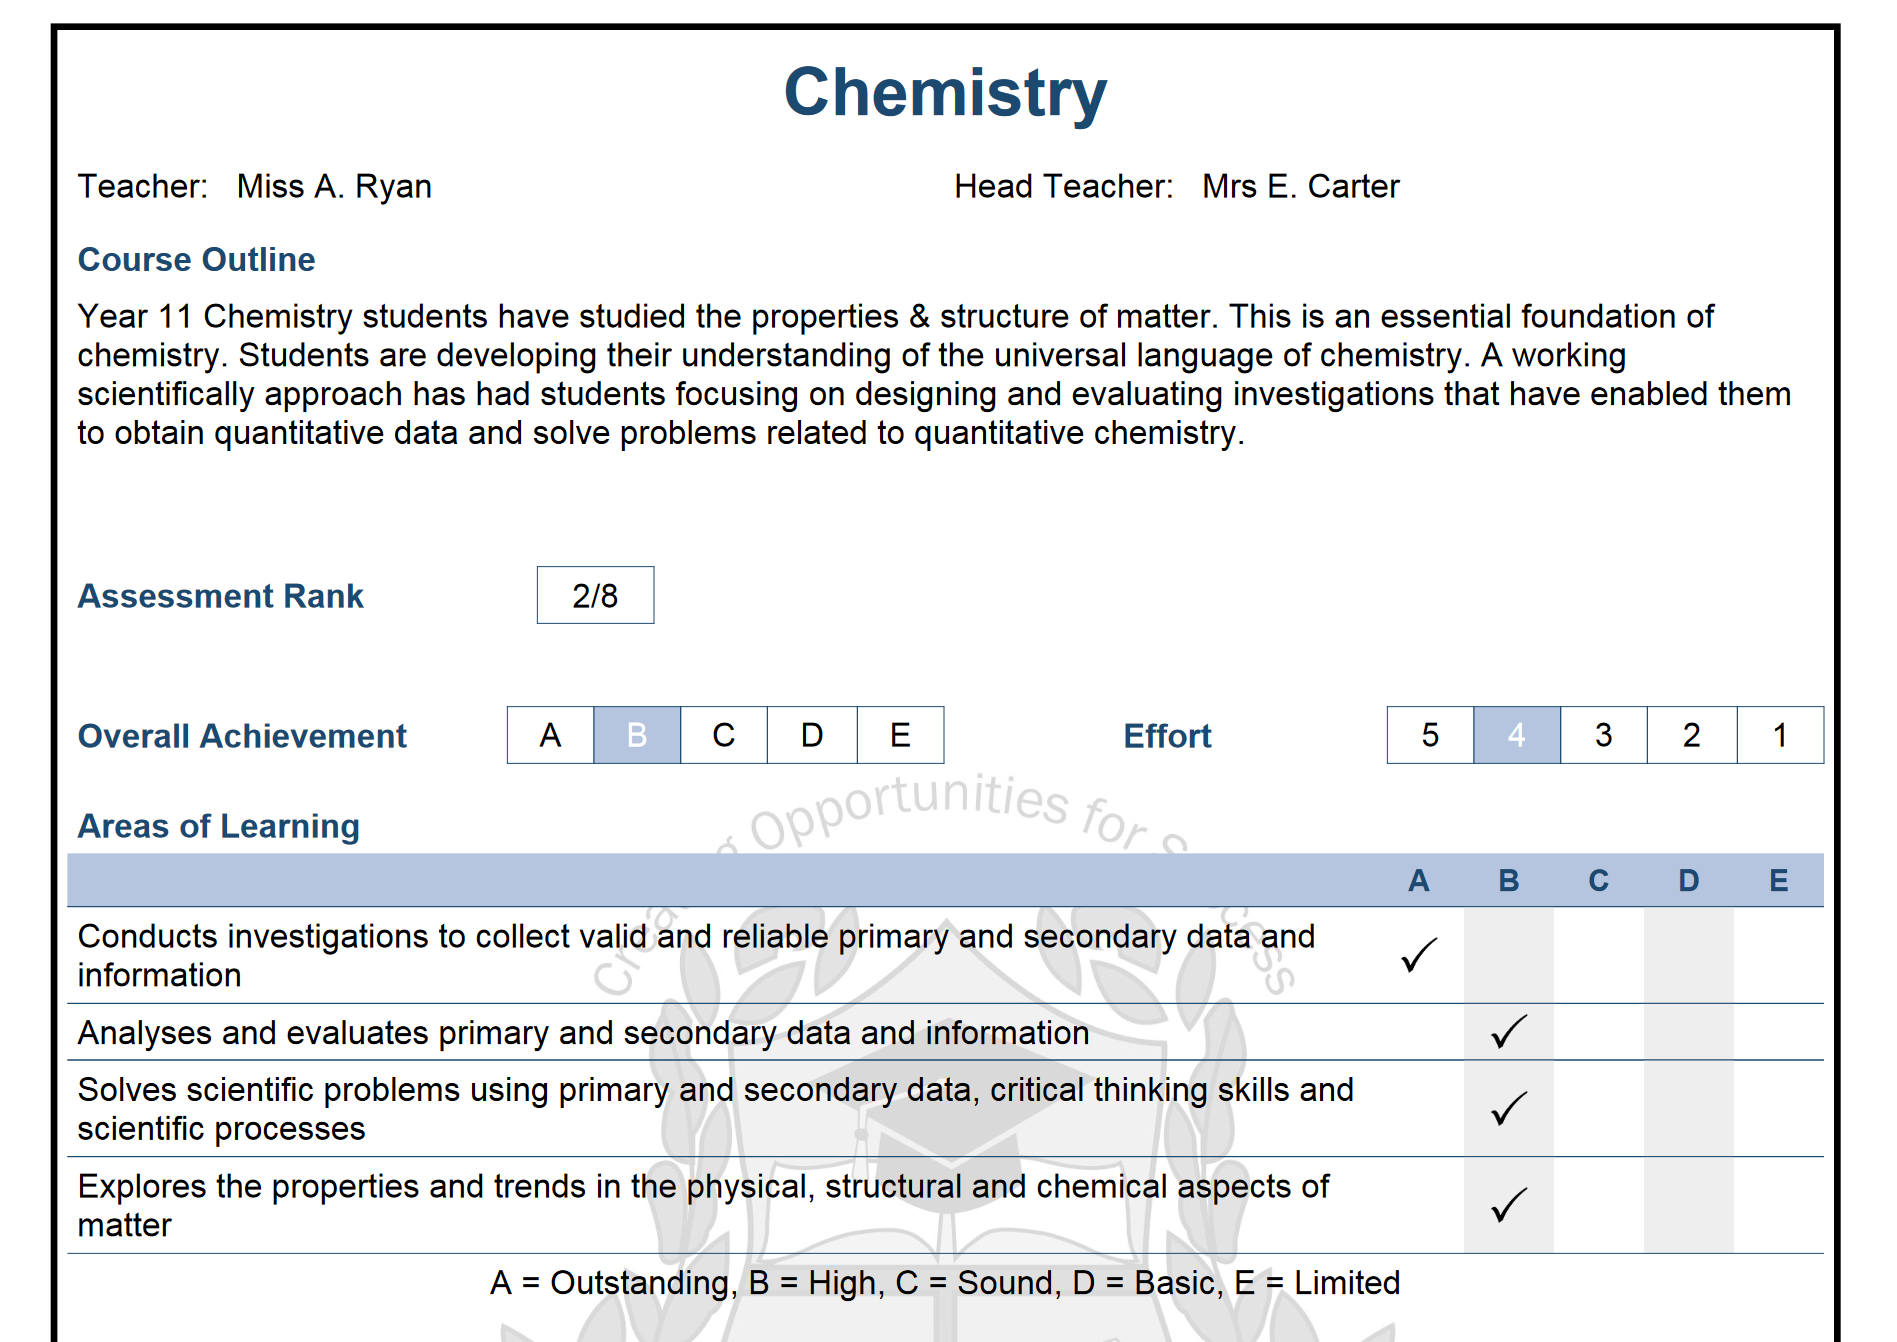 Chemistry
Teacher: Miss A. Ryan Head Teacher: Mrs E. Carter
Course Outline
Year 11 Chemistry students have studied the properties & structure of matter. This is an essential foundation of
chemistry. Students are developing their understanding of the universal language of chemistry. A working
scientifically approach has had students focusing on designing and evaluating investigations that have enabled them
to obtain quantitative data and solve problems related to quantitative chemistry.
Assessment Rank 2/8
Overall Achievement A B C D E Effort 5 4 3 2 1
Opportunities for
Areas of Learning
A B C D E
Conducts investigations to collect valid and reliable primary and secondary data and
information ✓
Analyses and evaluates primary and secondary data and information ✓
Solves scientific problems using primary and secondary data, critical thinking skills and
scientific processes ✓
Explores the properties and trends in the physical, structural and chemical aspects of
matter ✓
A = Outstanding, B = High, C = Sound, D = Basic, E = Limited